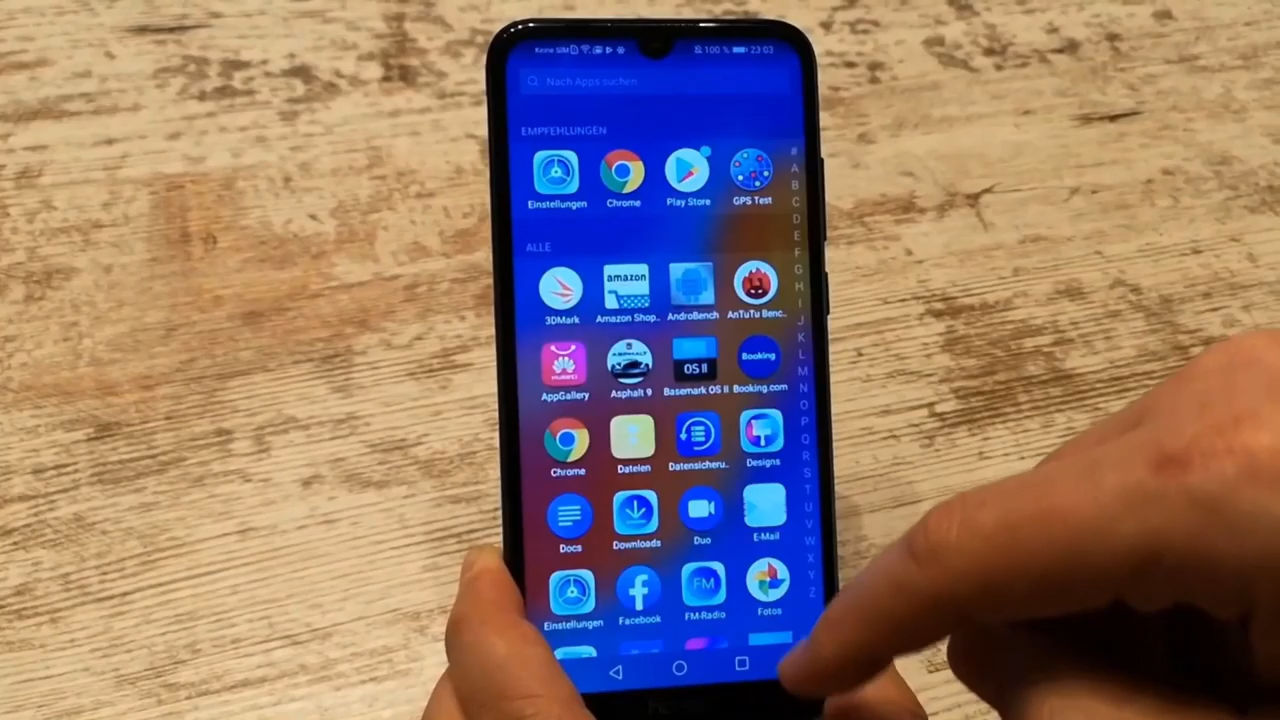 Keine SIM 100 % 23:03
Nach Apps suchen
EMPFEHLUNGEN
Einstellungen Chrome Play Store GPS Test
ALLE
amazon
3DMark Amazon Shop.. AndroBench AnTuTu Benc..
HUAWEI ASPHALT OS II Booking
AppGallery Asphalt 9 Basemark OS II Booking.com
Chrome Dateien Datensicheru.. Designs
Docs Downloads Duo E-Mail
FM
Einstellungen Facebook FM-Radio Fotos
#
A
B
C
D
E
F
G
H
I
J
K
L
M
N
O
P
Q
R
S
T
U
V
W
X
Y
Z